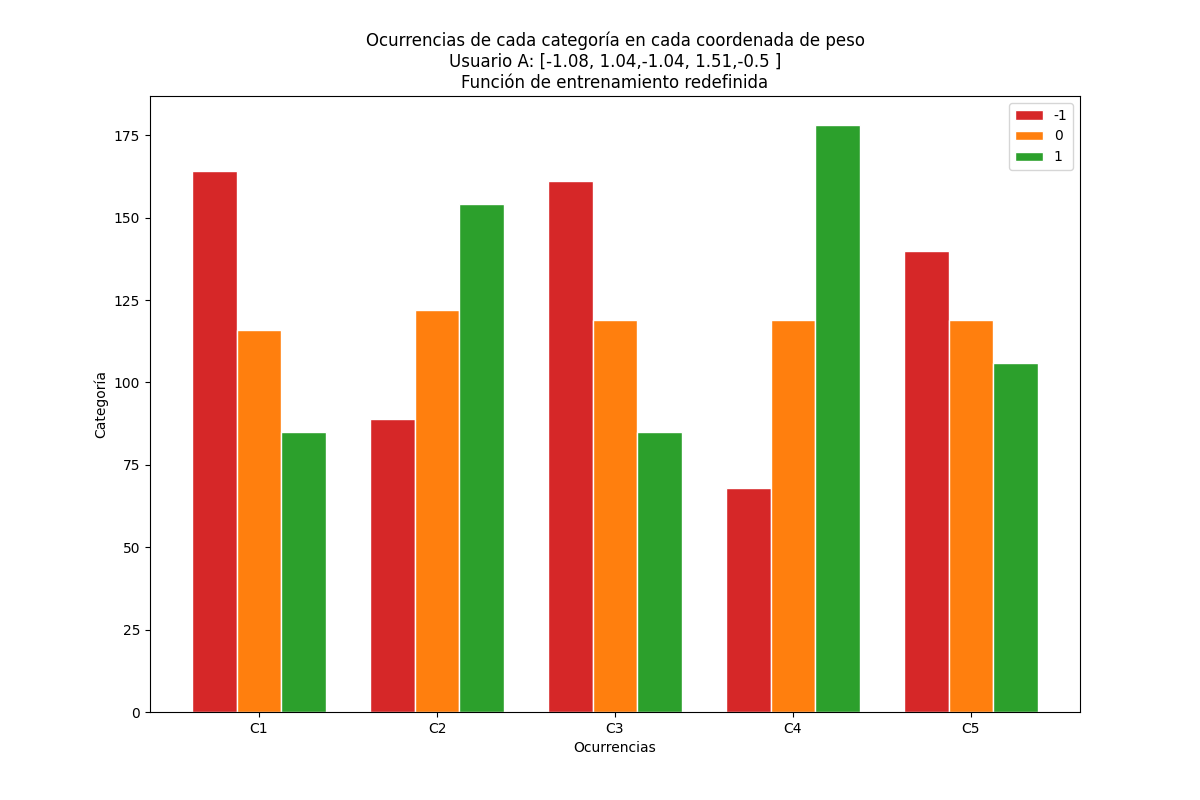 Ocurrencias de cada categoría en cada coordenada de peso
Usuario A: [-1.08, 1.04,-1.04, 1.51,-0.5 ]
Función de entrenamiento redefinida
-1
0
1
175
150
125
100
75
50
25
0
Categoría
C1 C2 C3 C4 C5
Ocurrencias